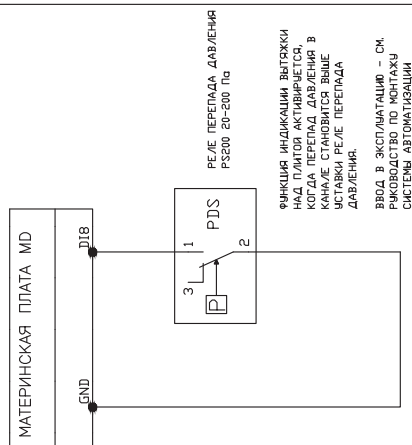 МАТЕРИНСКАЯ ПЛАТА MD
GND
DI8
1
2
3
P
PDS
РЕЛЕ ПЕРЕПАДА ДАВЛЕНИЯ
PS200 20-200 Па
ФУНКЦИЯ ИНДИКАЦИИ ВЫТЯЖКИ
НАД ПЛИТОЙ АКТИВИРУЕТСЯ,
КОГДА ПЕРЕПАД ДАВЛЕНИЯ В
КАНАЛЕ СТАНОВИТСЯ ВЫШЕ
УСТАВКИ РЕЛЕ ПЕРЕПАДА
ДАВЛЕНИЯ.
ВВОД В ЭКСПЛУАТАЦИЮ - СМ.
РУКОВОДСТВО ПО МОНТАЖУ
СИСТЕМЫ АВТОМАТИЗАЦИИ